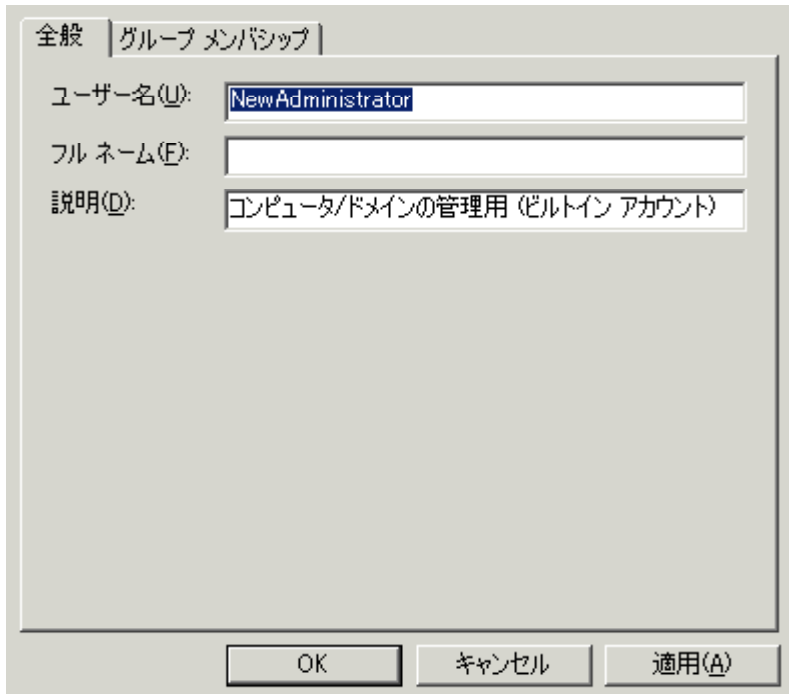 全般 グループ メンバシップ
ユーザー名(U): NewAdministrator
フル ネーム(F):
説明(D): コンピュータ/ドメインの管理用 (ビルトイン アカウント)
OK キャンセル 適用(A)